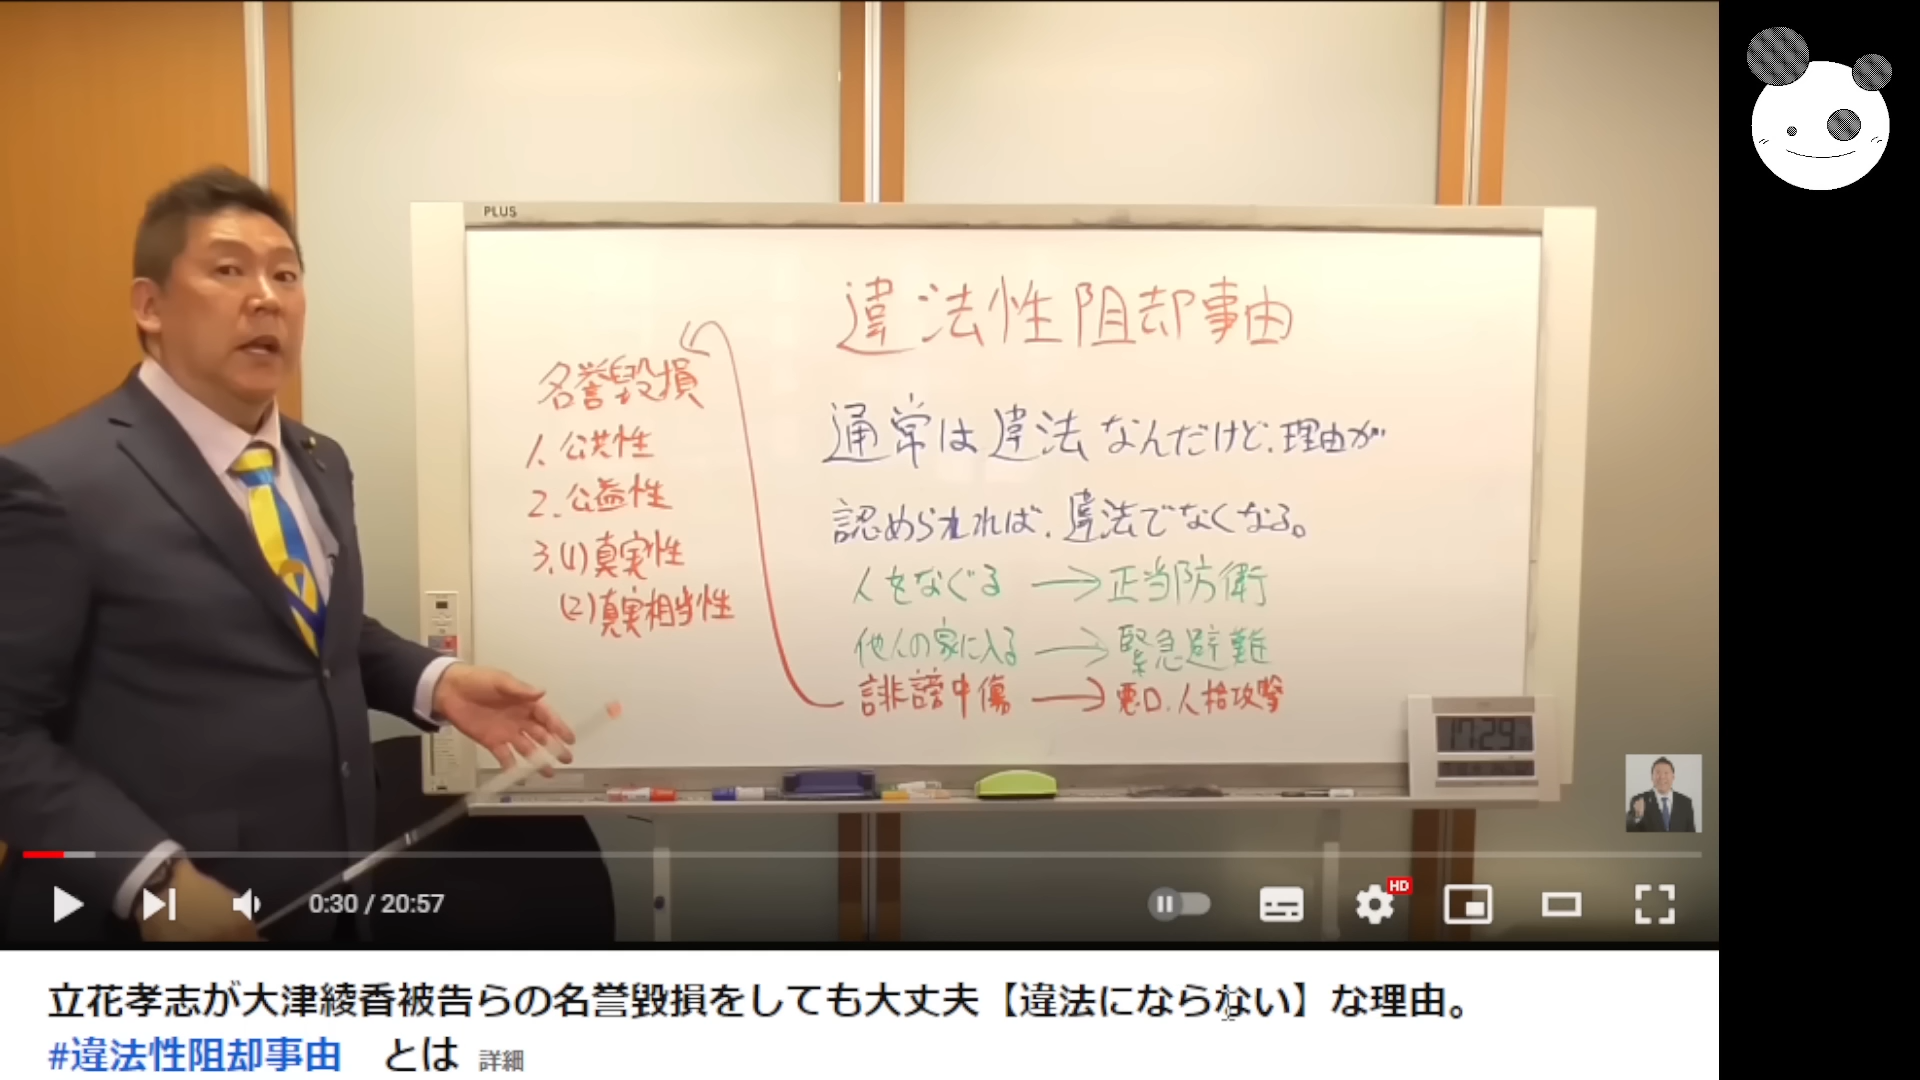 PLUS
違法性阻却事由
名誉毀損
1. 公共性
2. 公益性
3.(1)真実性
(2)真実相当性
通常は違法なんだけど、理由が
認められれば、違法でなくなる。
人をなぐる → 正当防衛
他人の家に入る → 緊急避難
誹謗中傷 → 悪口、人格攻撃
17:29
0:30 / 20:57
HD
立花孝志が大津綾香被告らの名誉毀損をしても大丈夫【違法にならない】な理由。
#違法性阻却事由　とは 詳細